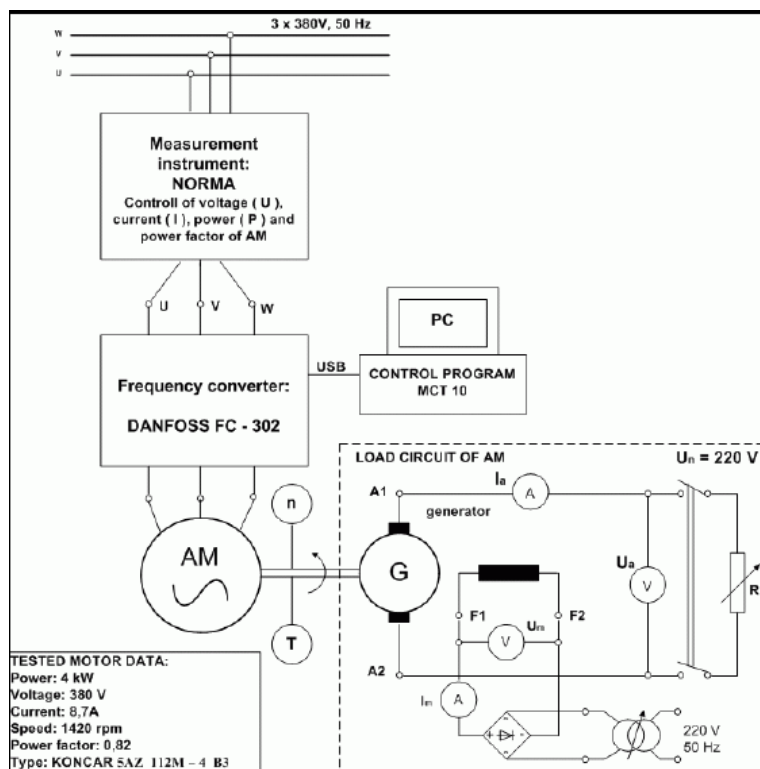 3 x 380V, 50 Hz
W
V
U
Measurement
instrument:
NORMA
Controll of voltage ( U ),
current ( I ), power ( P ) and
power factor of AM
U
V
W
PC
USB
CONTROL PROGRAM
MCT 10
Frequency converter:
DANFOSS FC - 302
LOAD CIRCUIT OF AM
Un = 220 V
Ia
A1
A
n
generator
AM
G
Ua
V
R
F1
F2
Um
V
T
A2
Im
A
220 V
50 Hz
TESTED MOTOR DATA:
Power: 4 kW
Voltage: 380 V
Current: 8,7A
Speed: 1420 rpm
Power factor: 0,82
Type: KONCAR 5AZ 112M – 4 B3